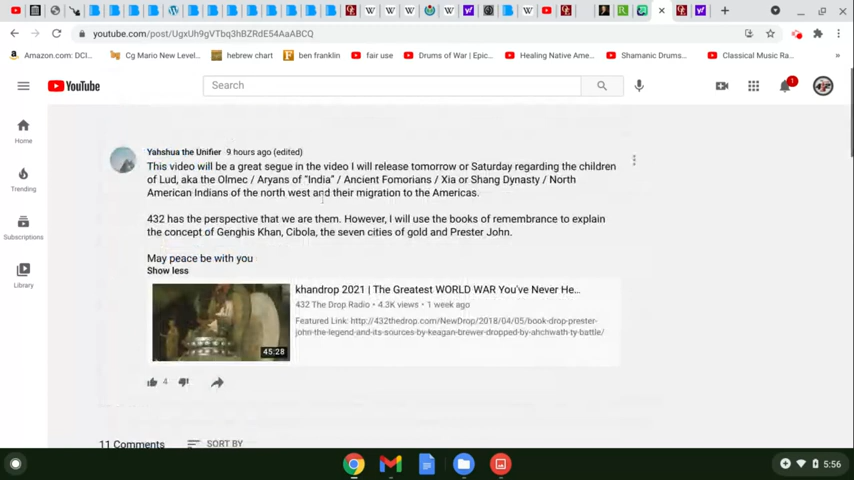 youtube.com/post/UgxUh9gVTbq3hBZRdE54AaABCQ
Amazon.com: DCI...
Cg Mario New Level...
hebrew chart
ben franklin
fair use
Drums of War | Epic...
Healing Native Ame...
Shamanic Drums...
Classical Music Ra...
»
YouTube
Search
1
Home
Trending
Subscriptions
Library
Yahshua the Unifier 9 hours ago (edited)
This video will be a great segue in the video I will release tomorrow or Saturday regarding the children
of Lud, aka the Olmec / Aryans of "India" / Ancient Fomorians / Xia or Shang Dynasty / North
American Indians of the north west and their migration to the Americas.
432 has the perspective that we are them. However, I will use the books of remembrance to explain
the concept of Genghis Khan, Cibola, the seven cities of gold and Prester John.
May peace be with you
Show less
khandrop 2021 | The Greatest WORLD WAR You've Never He...
432 The Drop Radio • 4.3K views • 1 week ago
Featured Link: http://432thedrop.com/NewDrop/2018/04/05/book-drop-prester-
john-the-legend-and-its-sources-by-keagan-brewer-dropped-by-ahchwath-ty-battle/
45:28
4
11 Comments
SORT BY
5:56